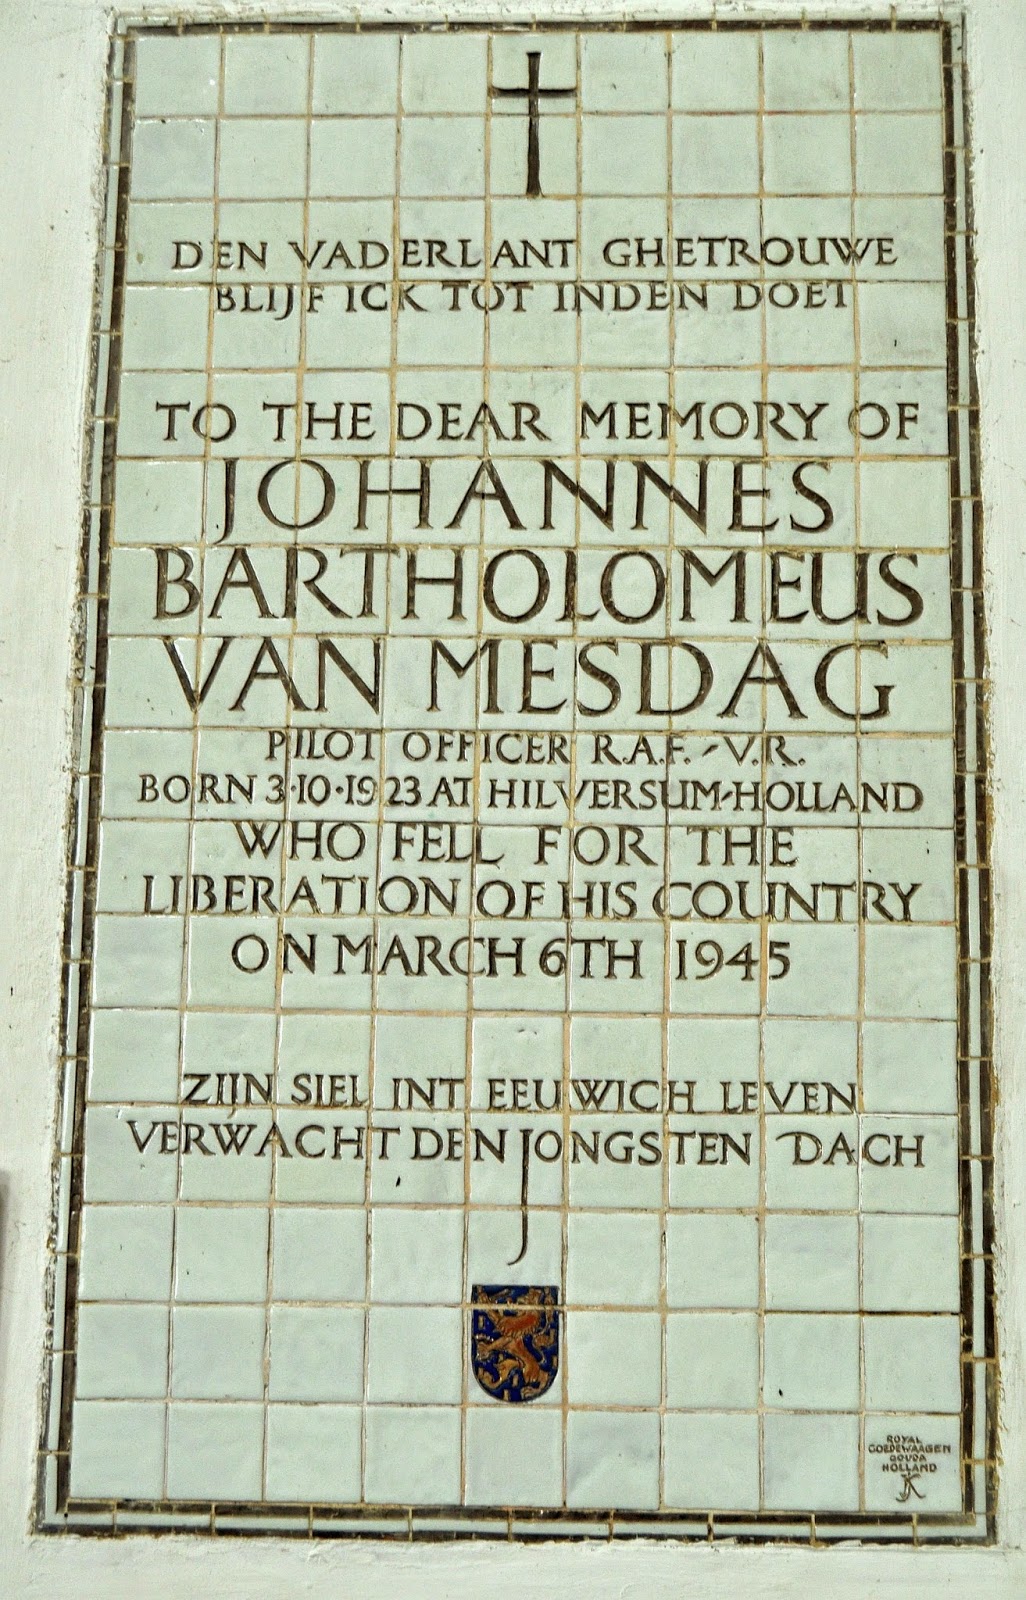 DEN VADERLANT GHETROUWE
BLIJF ICK TOT INDEN DOET
TO THE DEAR MEMORY OF
JOHANNES
BARTHOLOMEUS
VAN MESDAG
PILOT OFFICER R.A.F.-V.R.
BORN 3·10·1923 AT HILVERSUM-HOLLAND
WHO FELL FOR THE
LIBERATION OF HIS COUNTRY
ON MARCH 6TH 1945
ZIJN SIEL INT EEUWICH LEVEN
VERWACHT DEN JONGSTEN DACH
ROYAL
GOEDEWAAGEN
GOUDA
HOLLAND